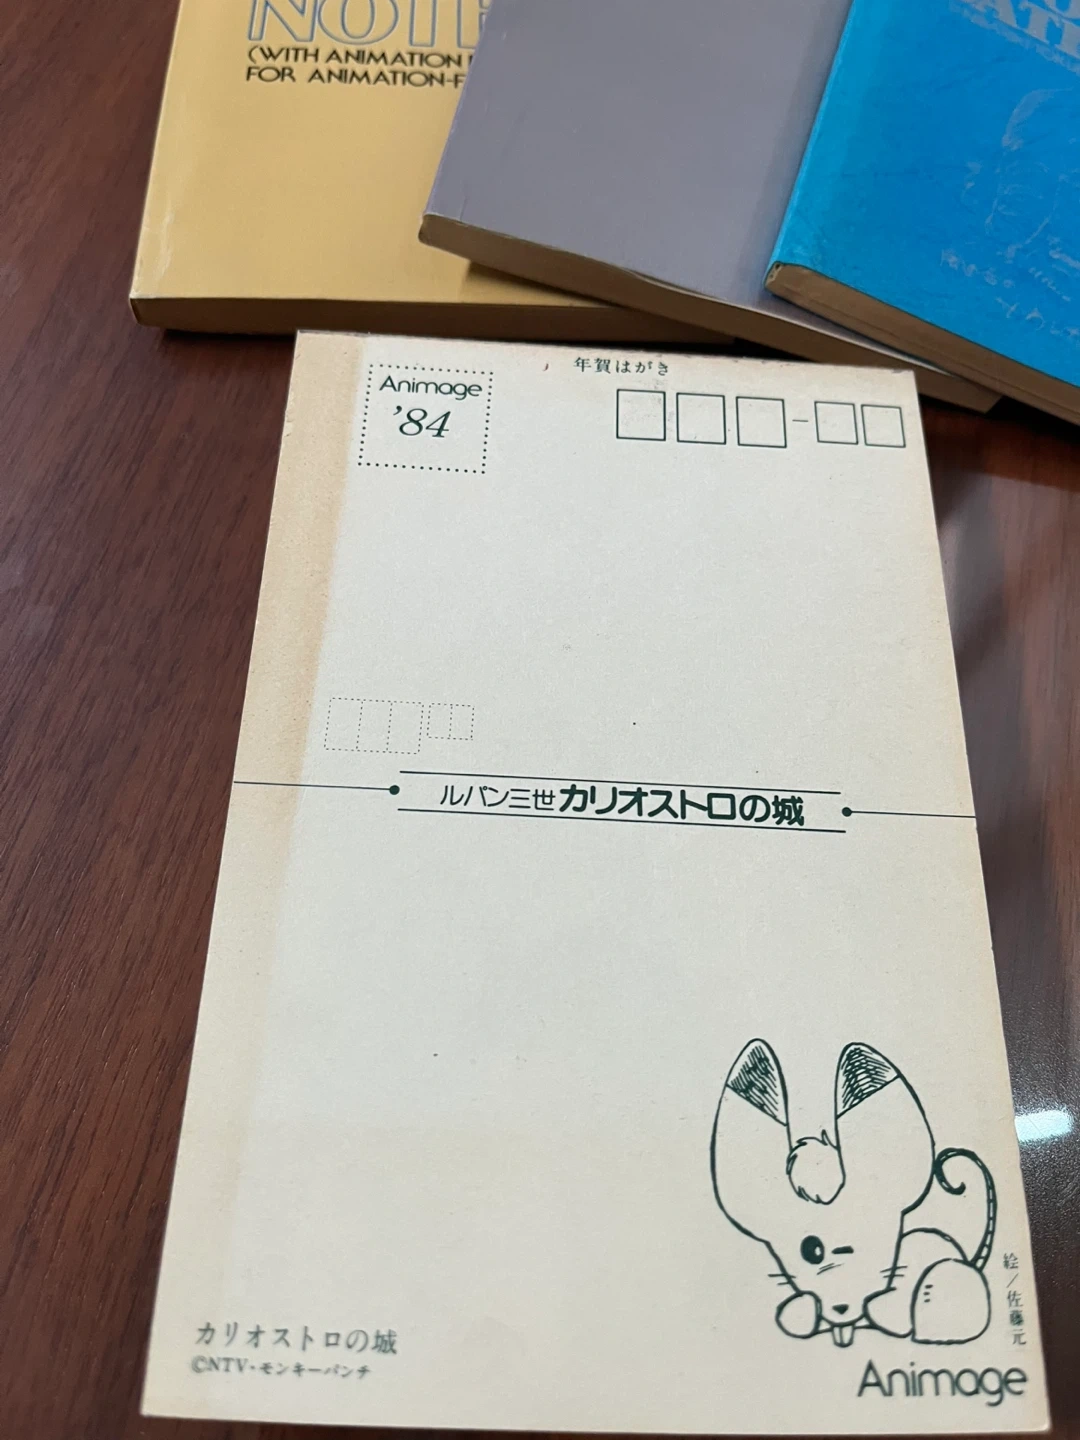 NOTE
(WITH ANIMATION
FOR ANIMATION-F
年賀はがき
Animage
'84
ルパン三世カリオストロの城
絵/佐藤元
カリオストロの城
©NTV・モンキーパンチ
Animage